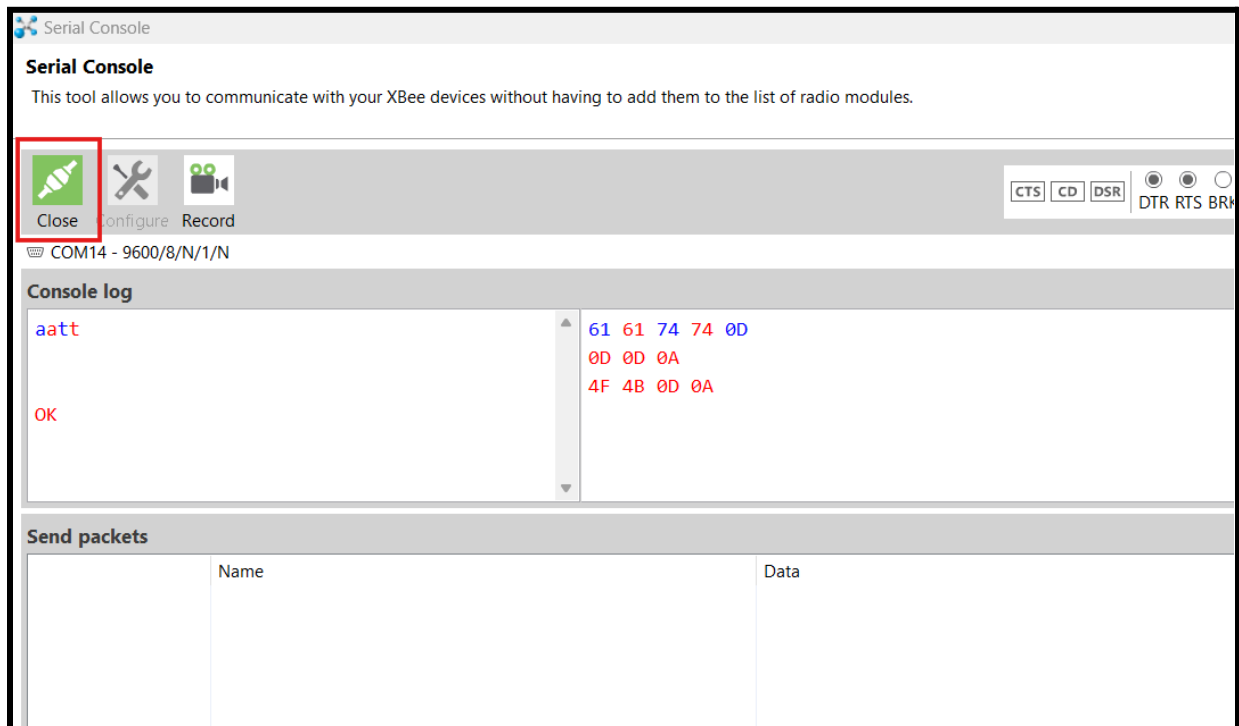 Serial Console
Serial Console
This tool allows you to communicate with your XBee devices without having to add them to the list of radio modules.
CTS CD DSR DTR RTS BRK
Close Configure Record
COM14 - 9600/8/N/1/N
Console log
aatt
OK
61 61 74 74 0D
0D 0D 0A
4F 4B 0D 0A
Send packets
Name Data